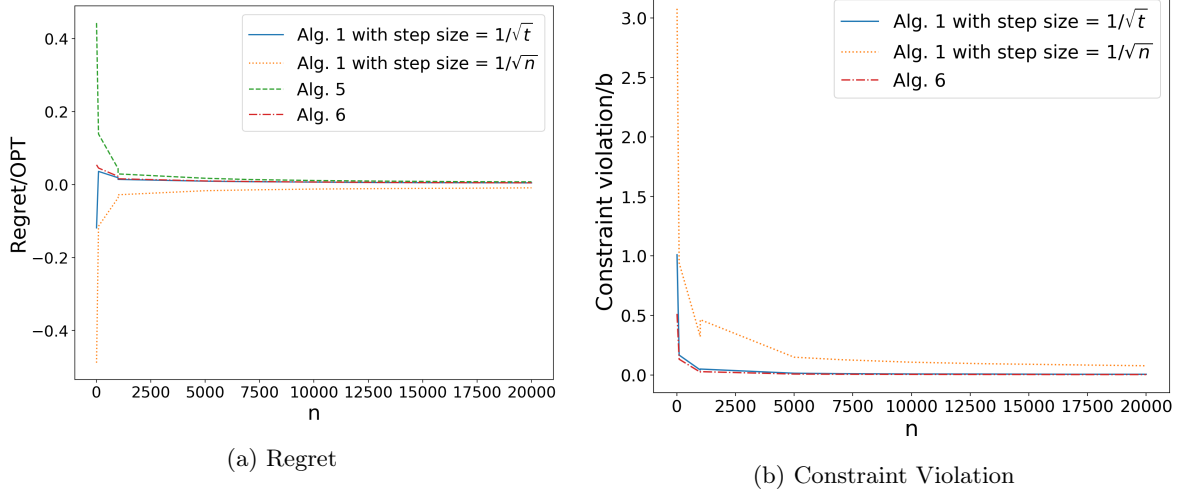 0.4
0.2
0.0
−0.2
−0.4
Regret/OPT
Alg. 1 with step size = 1/√t
Alg. 1 with step size = 1/√n
Alg. 5
Alg. 6
0 2500 5000 7500 10000 12500 15000 17500 20000
n
(a) Regret
3.0
2.5
2.0
1.5
1.0
0.5
0.0
Constraint violation/b
Alg. 1 with step size = 1/√t
Alg. 1 with step size = 1/√n
Alg. 6
0 2500 5000 7500 10000 12500 15000 17500 20000
n
(b) Constraint Violation